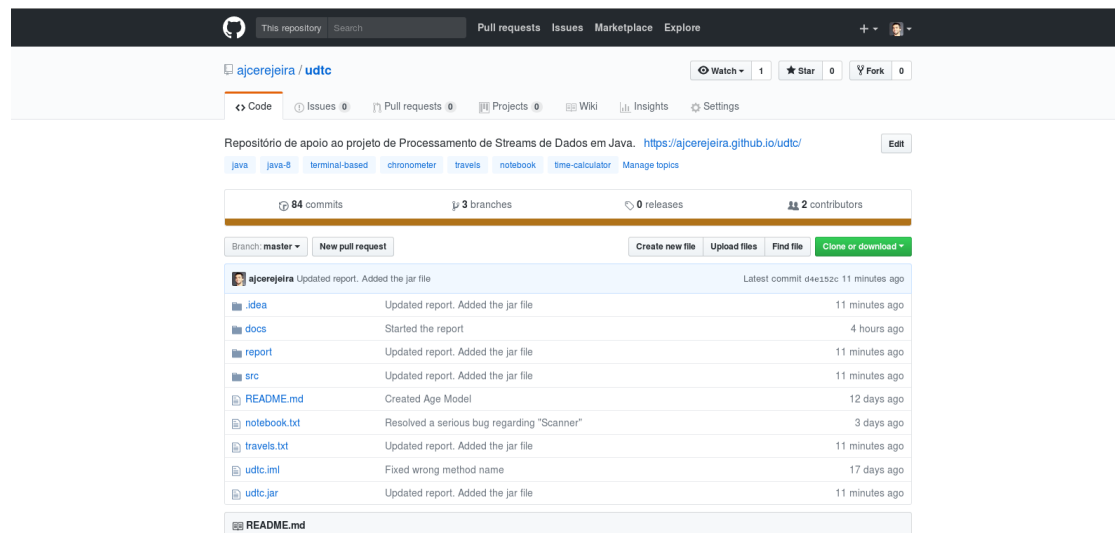 This repository Search Pull requests Issues Marketplace Explore
ajcerejeira / udtc Watch 1 Star 0 Fork 0
Code Issues 0 Pull requests 0 Projects 0 Wiki Insights Settings
Repositório de apoio ao projeto de Processamento de Streams de Dados em Java. https://ajcerejeira.github.io/udtc/ Edit
java java-8 terminal-based chronometer travels notebook time-calculator Manage topics
84 commits 3 branches 0 releases 2 contributors
Branch: master New pull request Create new file Upload files Find file Clone or download
ajcerejeira Updated report. Added the jar file Latest commit d4e152c 11 minutes ago
.idea Updated report. Added the jar file 11 minutes ago
docs Started the report 4 hours ago
report Updated report. Added the jar file 11 minutes ago
src Updated report. Added the jar file 11 minutes ago
README.md Created Age Model 12 days ago
notebook.txt Resolved a serious bug regarding "Scanner" 3 days ago
travels.txt Updated report. Added the jar file 11 minutes ago
udtc.iml Fixed wrong method name 17 days ago
udtc.jar Updated report. Added the jar file 11 minutes ago
README.md